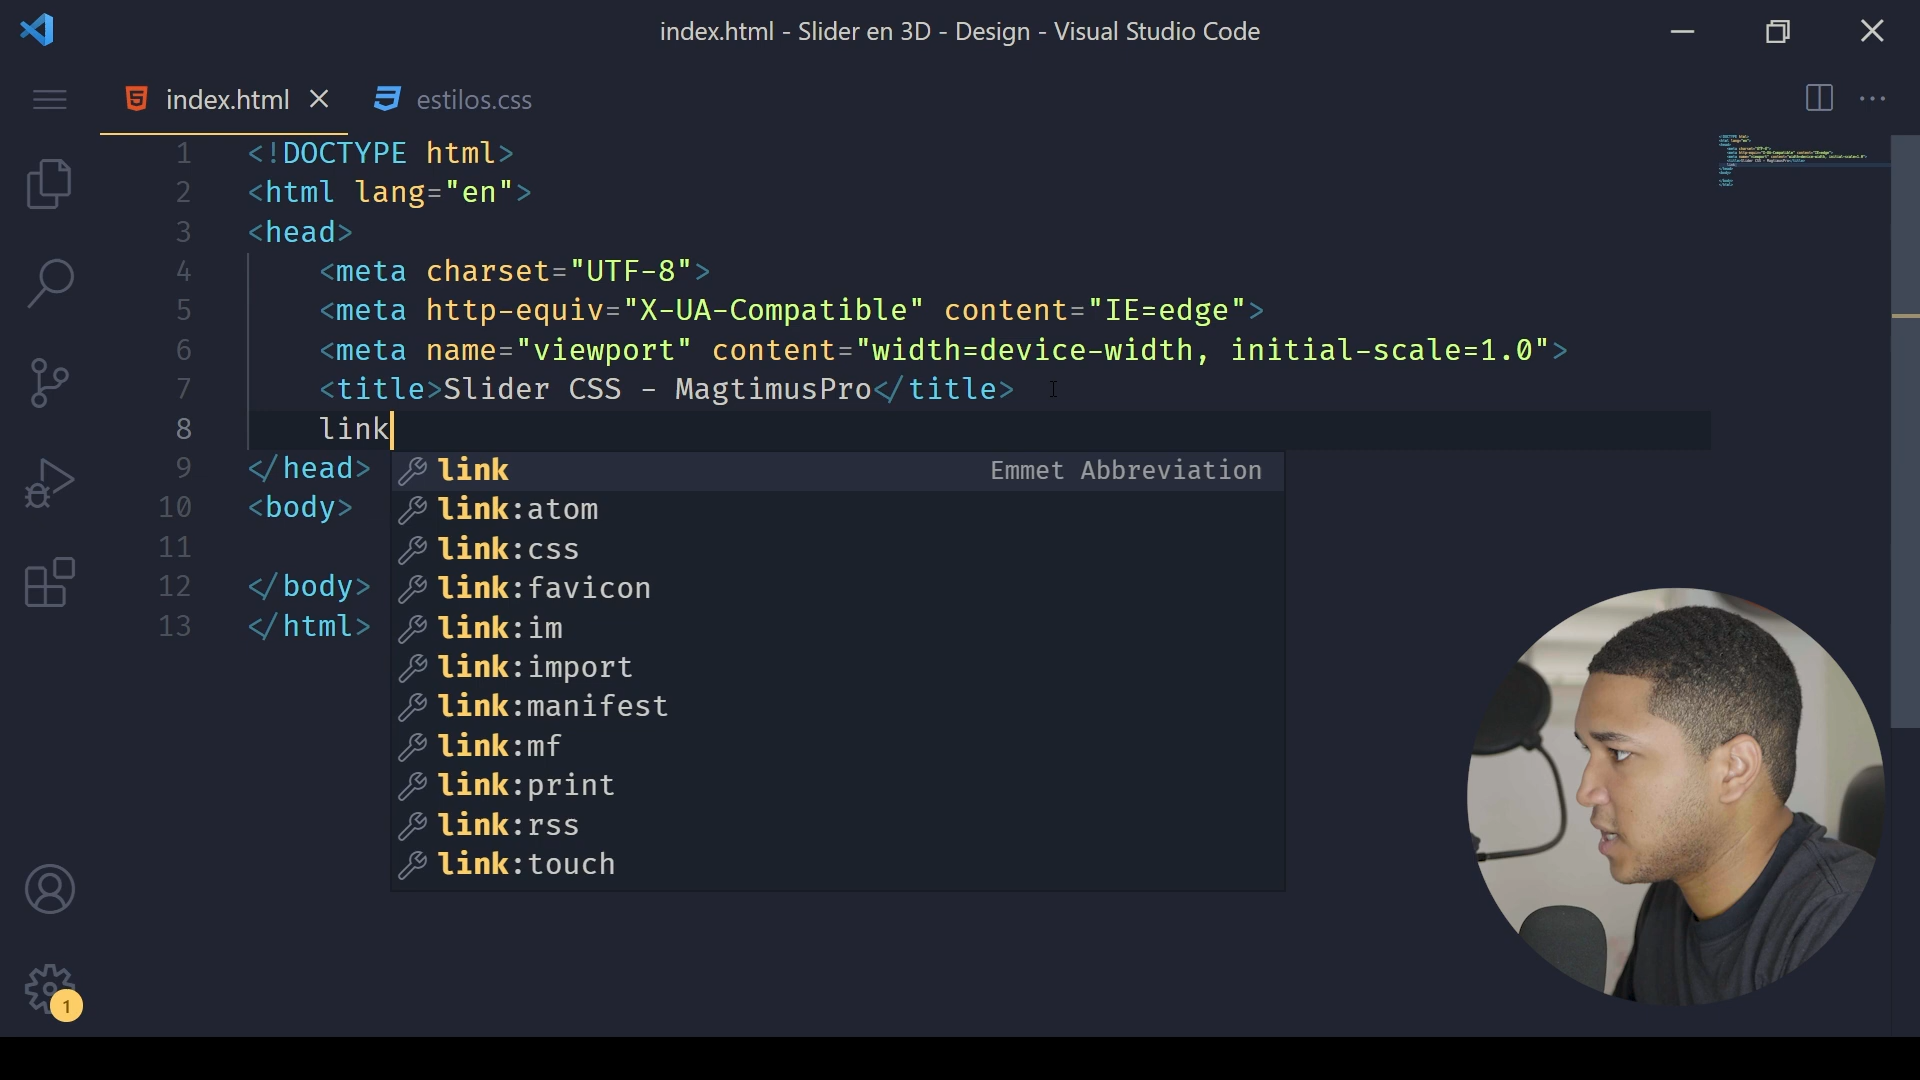 index.html - Slider en 3D - Design - Visual Studio Code
index.html estilos.css
1 <!DOCTYPE html>
2 <html lang="en">
3 <head>
4 <meta charset="UTF-8">
5 <meta http-equiv="X-UA-Compatible" content="IE=edge">
6 <meta name="viewport" content="width=device-width, initial-scale=1.0">
7 <title>Slider CSS - MagtimusPro</title>
8 link
9 </head>
10 <body>
11
12 </body>
13 </html>
link Emmet Abbreviation
link:atom
link:css
link:favicon
link:im
link:import
link:manifest
link:mf
link:print
link:rss
link:touch
1